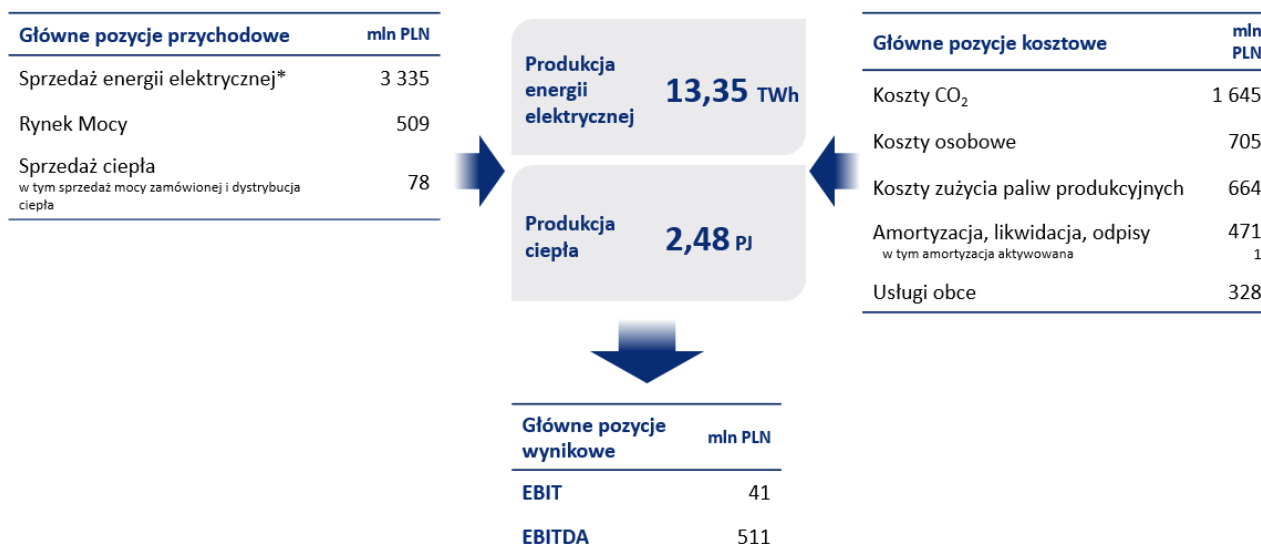 Główne pozycje przychodowe mln PLN
Sprzedaż energii elektrycznej* 3 335
Rynek Mocy 509
Sprzedaż ciepła 78
w tym sprzedaż mocy zamówionej i dystrybucja
ciepła
Produkcja
energii
elektrycznej
13,35 TWh
Produkcja
ciepła
2,48 PJ
Główne pozycje kosztowe mln
PLN
Koszty CO₂ 1 645
Koszty osobowe 705
Koszty zużycia paliw produkcyjnych 664
Amortyzacja, likwidacja, odpisy 471
w tym amortyzacja aktywowana 1
Usługi obce 328
Główne pozycje
wynikowe
mln PLN
EBIT 41
EBITDA 511